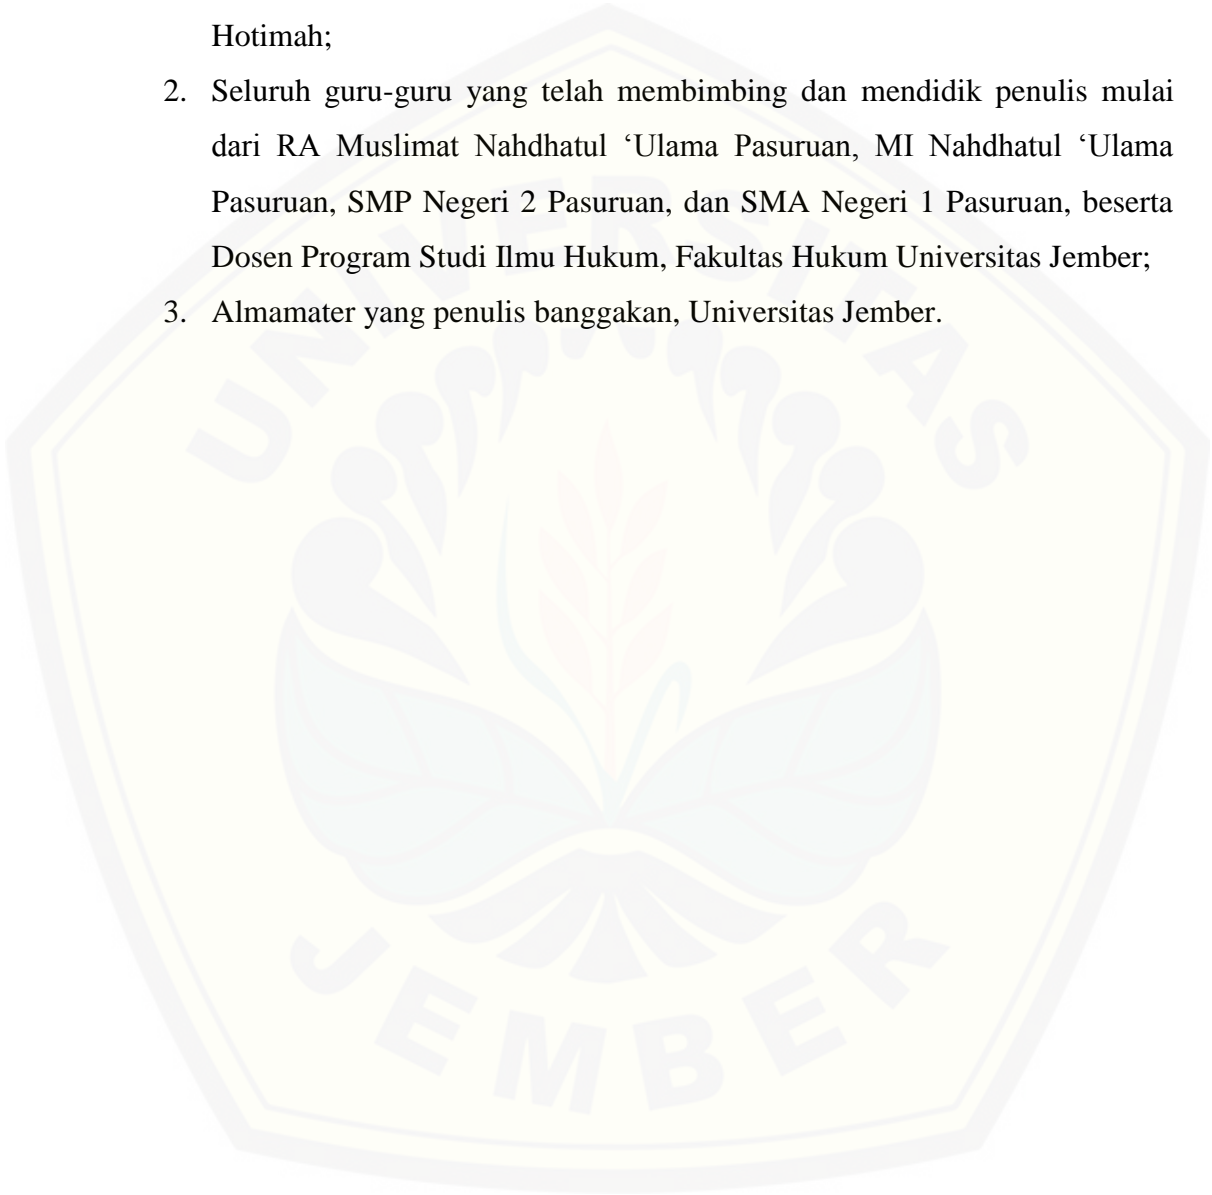 Hotimah;
2. Seluruh guru-guru yang telah membimbing dan mendidik penulis mulai
dari RA Muslimat Nahdhatul ‘Ulama Pasuruan, MI Nahdhatul ‘Ulama
Pasuruan, SMP Negeri 2 Pasuruan, dan SMA Negeri 1 Pasuruan, beserta
Dosen Program Studi Ilmu Hukum, Fakultas Hukum Universitas Jember;
3. Almamater yang penulis banggakan, Universitas Jember.
UNIVERSITAS
JEMBER